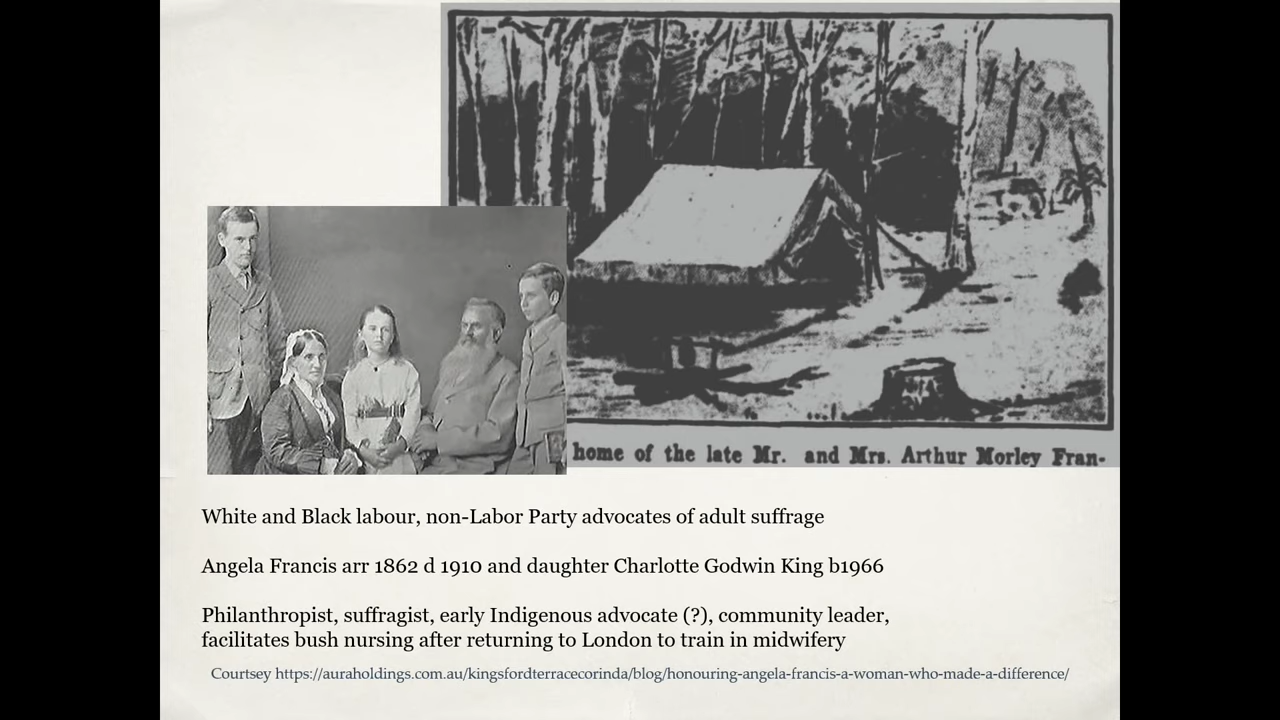 home of the late Mr. and Mrs. Arthur Morley Fran-
White and Black labour, non-Labor Party advocates of adult suffrage
Angela Francis arr 1862 d 1910 and daughter Charlotte Godwin King b1966
Philanthropist, suffragist, early Indigenous advocate (?), community leader,
facilitates bush nursing after returning to London to train in midwifery
Courtsey https://auraholdings.com.au/kingsfordterracecorinda/blog/honouring-angela-francis-a-woman-who-made-a-difference/